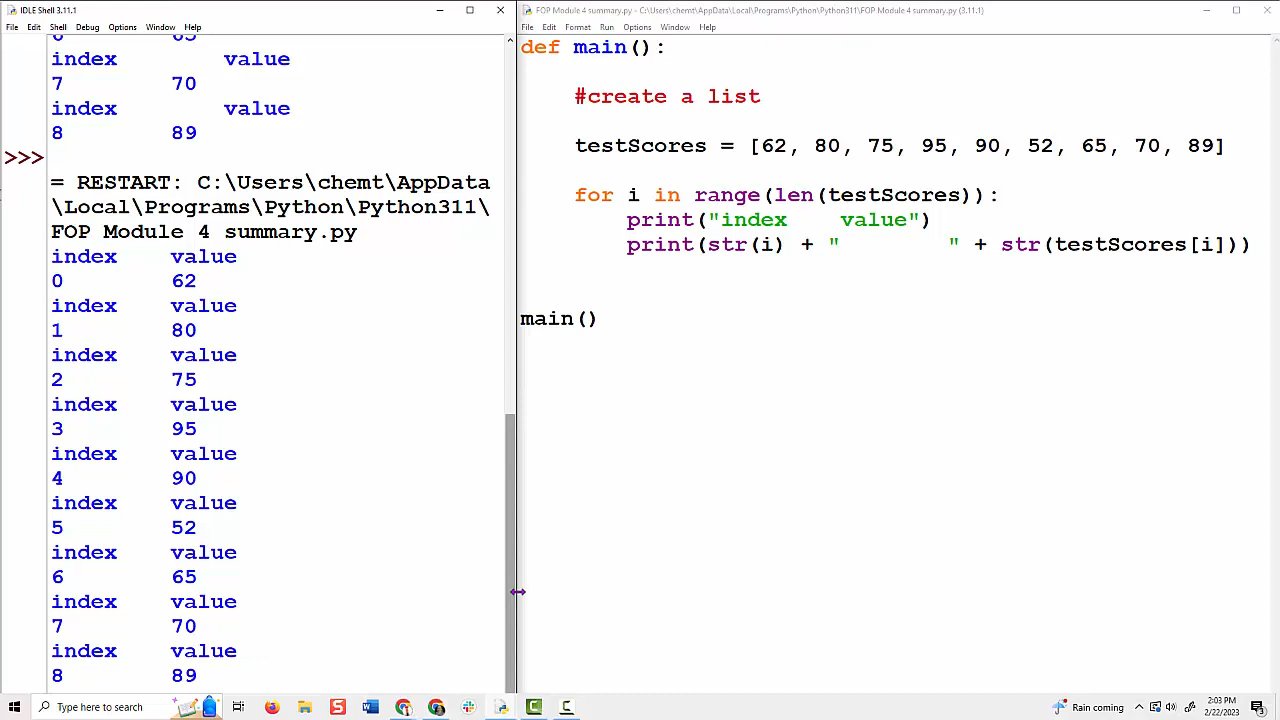 IDLE Shell 3.11.1
File Edit Shell Debug Options Window Help
6 65
index value
7 70
index value
8 89
>>>
= RESTART: C:\Users\chemt\AppData
\Local\Programs\Python\Python311\
FOP Module 4 summary.py
index value
0 62
index value
1 80
index value
2 75
index value
3 95
index value
4 90
index value
5 52
index value
6 65
index value
7 70
index value
8 89
FOP Module 4 summary.py - C:\Users\chemt\AppData\Local\Programs\Python\Python311\FOP Module 4 summary.py (3.11.1)
File Edit Format Run Options Window Help
def main():
#create a list
testScores = [62, 80, 75, 95, 90, 52, 65, 70, 89]
for i in range(len(testScores)):
print("index    value")
print(str(i) + "        " + str(testScores[i]))
main()
Type here to search
Rain coming
2:03 PM
2/22/2023